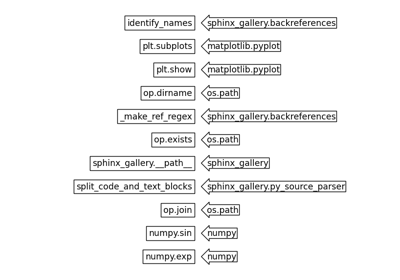 identify_names sphinx_gallery.backreferences
plt.subplots matplotlib.pyplot
plt.show matplotlib.pyplot
op.dirname os.path
_make_ref_regex sphinx_gallery.backreferences
op.exists os.path
sphinx_gallery.__path__ sphinx_gallery
split_code_and_text_blocks sphinx_gallery.py_source_parser
op.join os.path
numpy.sin numpy
numpy.exp numpy